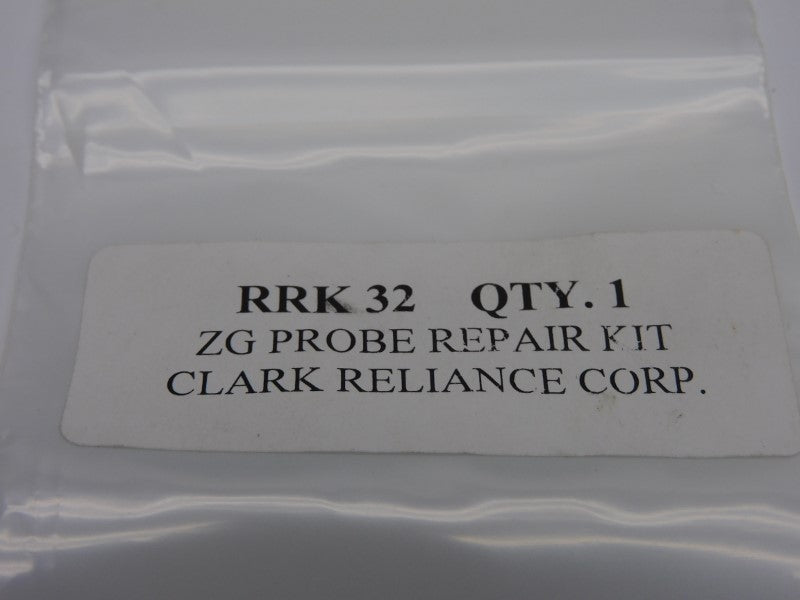 RRK 32 QTY. 1
ZG PROBE REPAIR KIT
CLARK RELIANCE CORP.